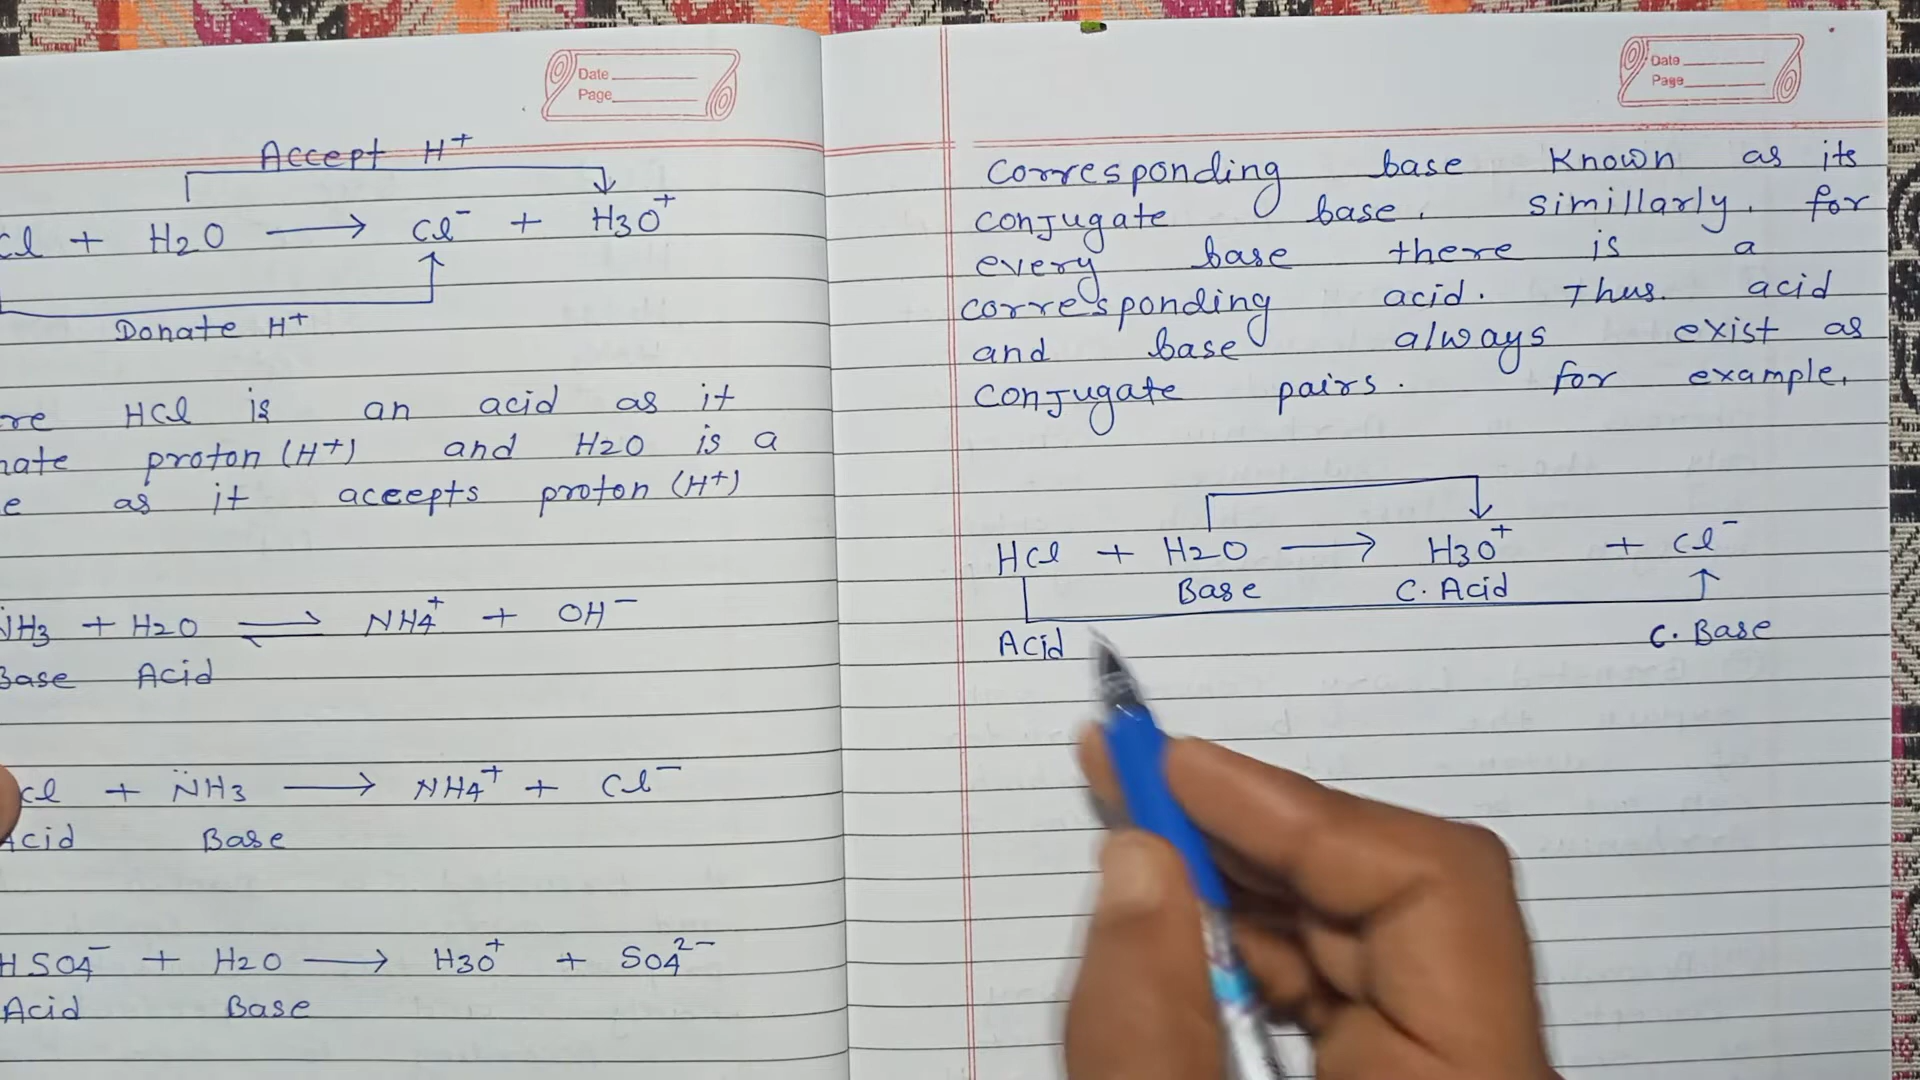 Date
Page
Accept H+
Cl + H2O ⟶ Cl⁻ + H3O⁺
Donate H+
HCl is an acid as it
proton (H+) and H2O is a
as it accepts proton (H+)
NH3 + H2O ⇌ NH4⁺ + OH⁻
Base Acid
Cl + N̈H3 ⟶ NH4⁺ + Cl⁻
Acid Base
HSO4⁻ + H2O ⟶ H3O⁺ + SO4²⁻
Acid Base
Date
Page
corresponding base known as its
conjugate base. simillarly. for
every base there is a
corresponding acid. Thus. acid
and base always exist as
conjugate pairs. for example.
HCl + H2O ⟶ H3O⁺ + Cl⁻
Base C. Acid
Acid C. Base